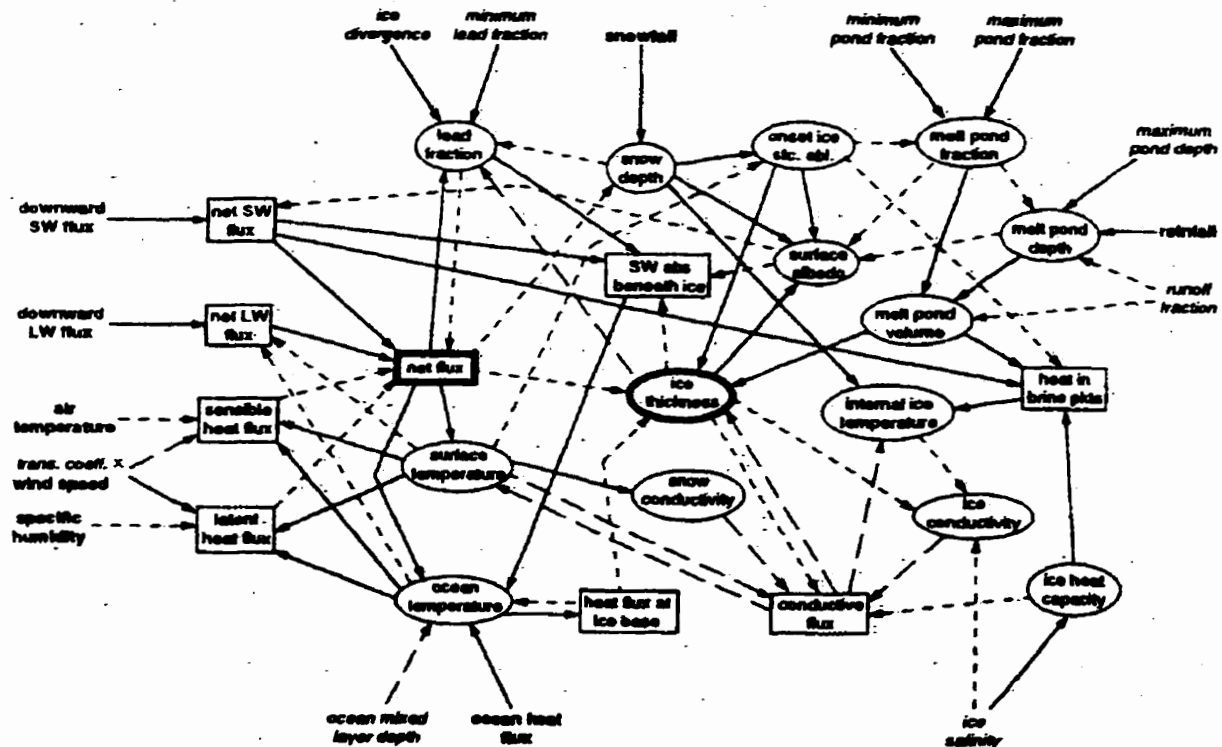 ice
divergence
minimum
lead fraction
snowfall
minimum
pond fraction
maximum
pond fraction
lead
fraction
snow
depth
onset ice
sfc. abl.
melt pond
fraction
maximum
pond depth
downward
SW flux
net SW
flux
SW abs
beneath ice
surface
albedo
melt pond
depth
rainfall
downward
LW flux
net LW
flux
melt pond
volume
runoff
fraction
net flux
ice
thickness
internal ice
temperature
heat in
brine pkts
air
temperature
sensible
heat flux
trans. coeff. x
wind speed
surface
temperature
snow
conductivity
specific
humidity
latent
heat flux
ice
conductivity
ocean
temperature
heat flux at
ice base
conductive
flux
ice heat
capacity
ocean mixed
layer depth
ocean heat
flux
ice
salinity